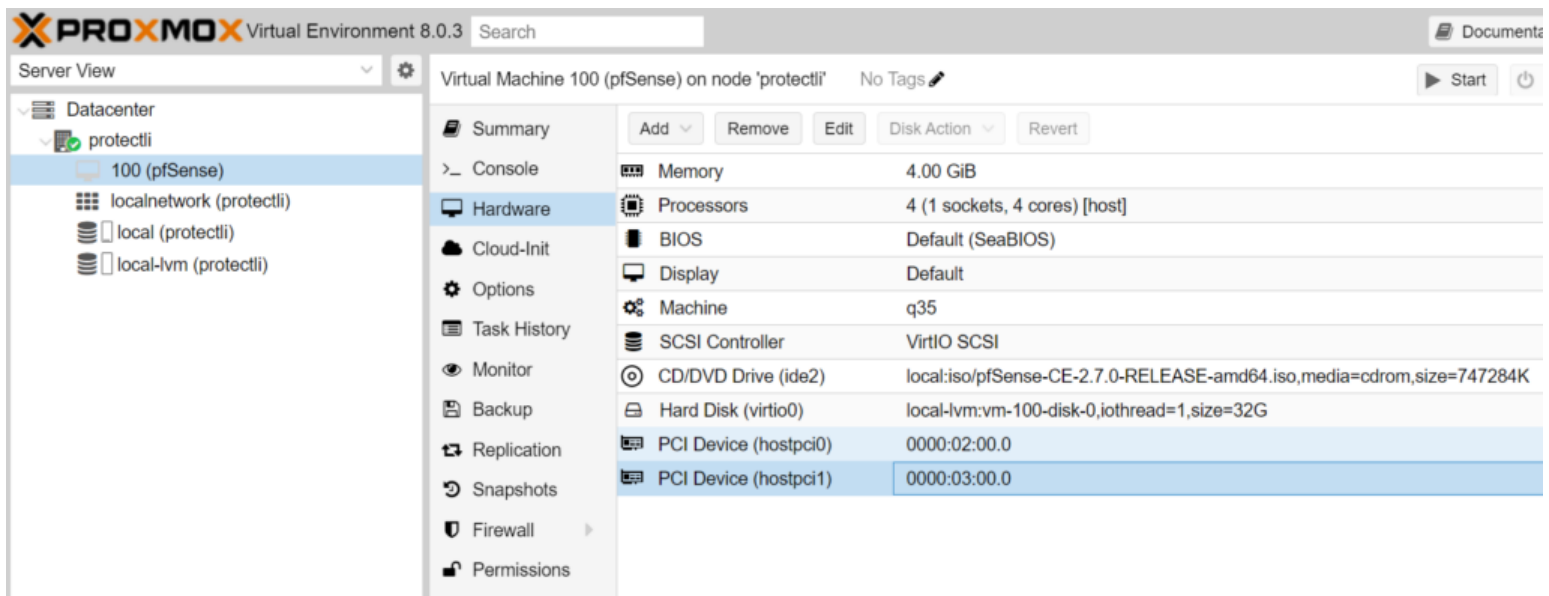 PROXMOX Virtual Environment 8.0.3 Search
Documenta
Server View
Virtual Machine 100 (pfSense) on node 'protectli' No Tags
Start
Datacenter
protectli
100 (pfSense)
localnetwork (protectli)
local (protectli)
local-lvm (protectli)
Summary
>_ Console
Hardware
Cloud-Init
Options
Task History
Monitor
Backup
Replication
Snapshots
Firewall
Permissions
Add Remove Edit Disk Action Revert
Memory 4.00 GiB
Processors 4 (1 sockets, 4 cores) [host]
BIOS Default (SeaBIOS)
Display Default
Machine q35
SCSI Controller VirtIO SCSI
CD/DVD Drive (ide2) local:iso/pfSense-CE-2.7.0-RELEASE-amd64.iso,media=cdrom,size=747284K
Hard Disk (virtio0) local-lvm:vm-100-disk-0,iothread=1,size=32G
PCI Device (hostpci0) 0000:02:00.0
PCI Device (hostpci1) 0000:03:00.0